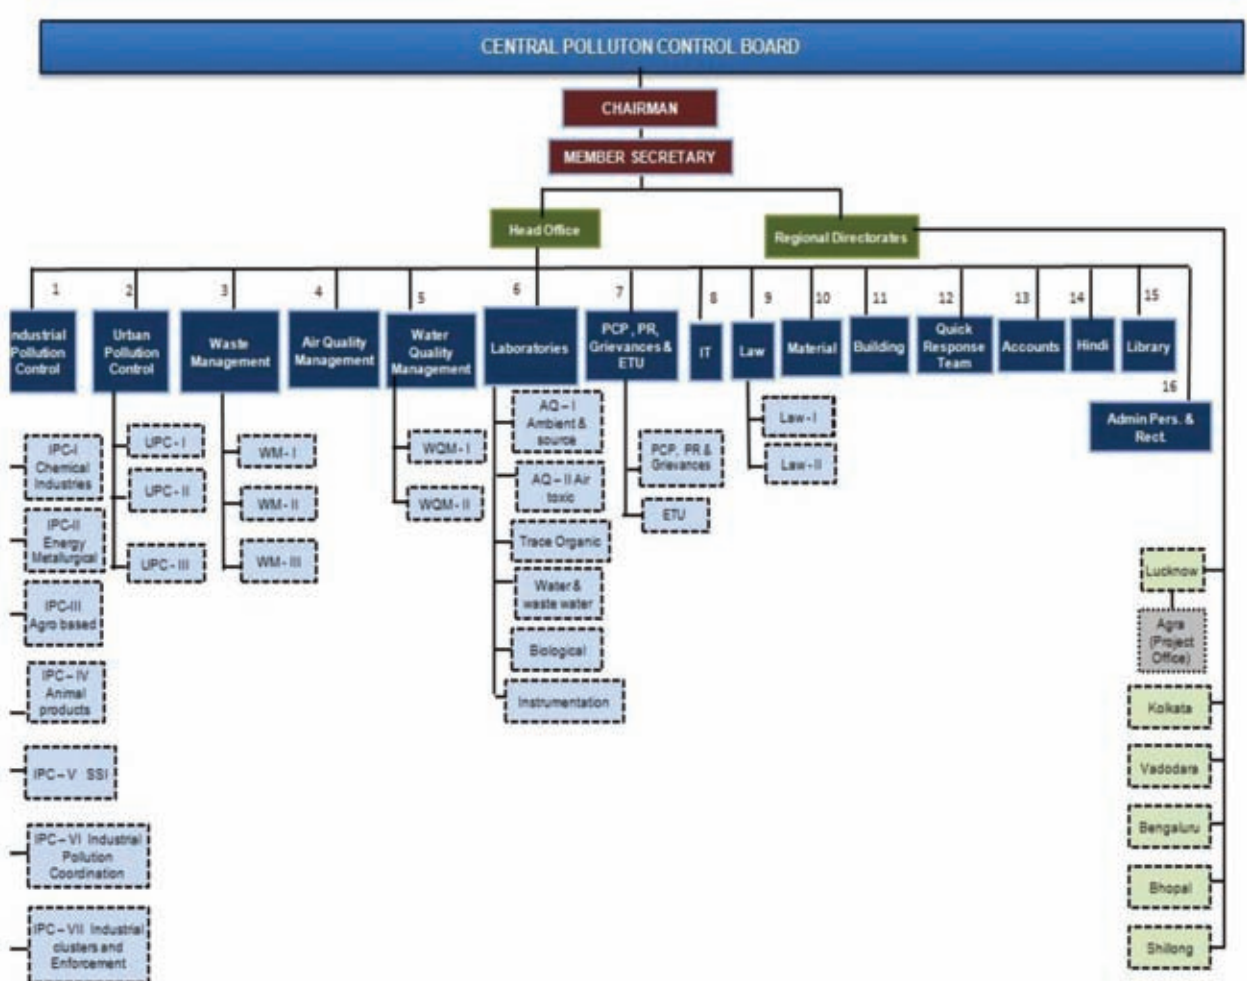 CENTRAL POLLUTON CONTROL BOARD
CHAIRMAN
MEMBER SECRETARY
Head Office
Regional Directorates
1
2
3
4
5
6
7
8
9
10
11
12
13
14
15
ndustrial
Pollution
Control
Urban
Pollution
Control
Waste
Management
Air Quality
Management
Water
Quality
Management
Laboratories
PCP , PR,
Grievances &
ETU
IT
Law
Material
Building
Quick
Response
Team
Accounts
Hindi
Library
16
Admin Pers. &
Rect.
IPC-I
Chemical
Industries
IPC-II
Energy
Metallurgical
IPC-III
Agro based
IPC – IV
Animal
products
IPC – V SSI
IPC – VI Industrial
Pollution
Coordination
IPC – VII Industrial
clusters and
Enforcement
UPC - I
UPC - II
UPC - III
WM - I
WM - II
WM - III
WQM - I
WQM - II
AQ – I
Ambient &
source
AQ – II Air
toxic
Trace Organic
Water &
waste water
Biological
Instrumentation
PCP, PR &
Grievances
ETU
Law - I
Law - II
Lucknow
Agra
(Project
Office)
Kolkata
Vadodara
Bengaluru
Bhopal
Shillong